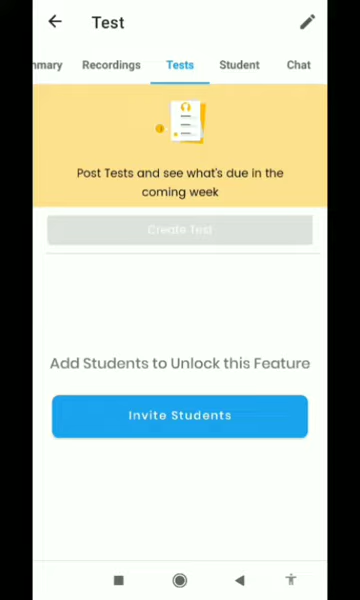 Test
nmary Recordings Tests Student Chat
Post Tests and see what's due in the
coming week
Create Test
Add Students to Unlock this Feature
Invite Students